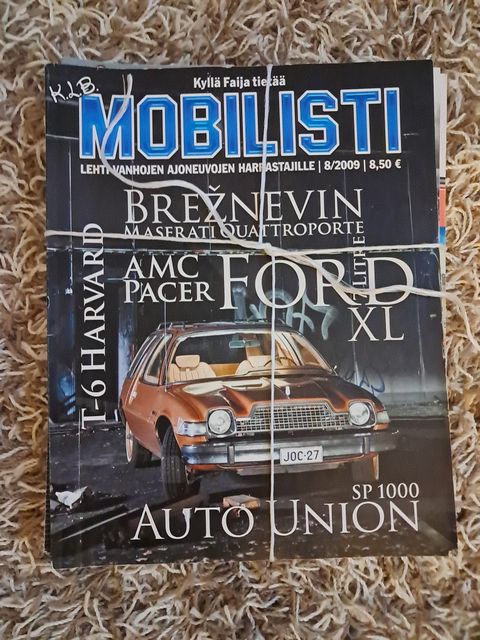 K.L.B.
Kyllä Faija tietää
MOBILISTI
LEHTI VANHOJEN AJONEUVOJEN HARRASTAJILLE | 8/2009 | 8,50 €
BREŽNEVIN
MASERATI QUATTROPORTE
T-6 HARVARD
AMC
PACER
FORD
XL
7 LITRE
JOC-27
SP 1000
AUTO UNION